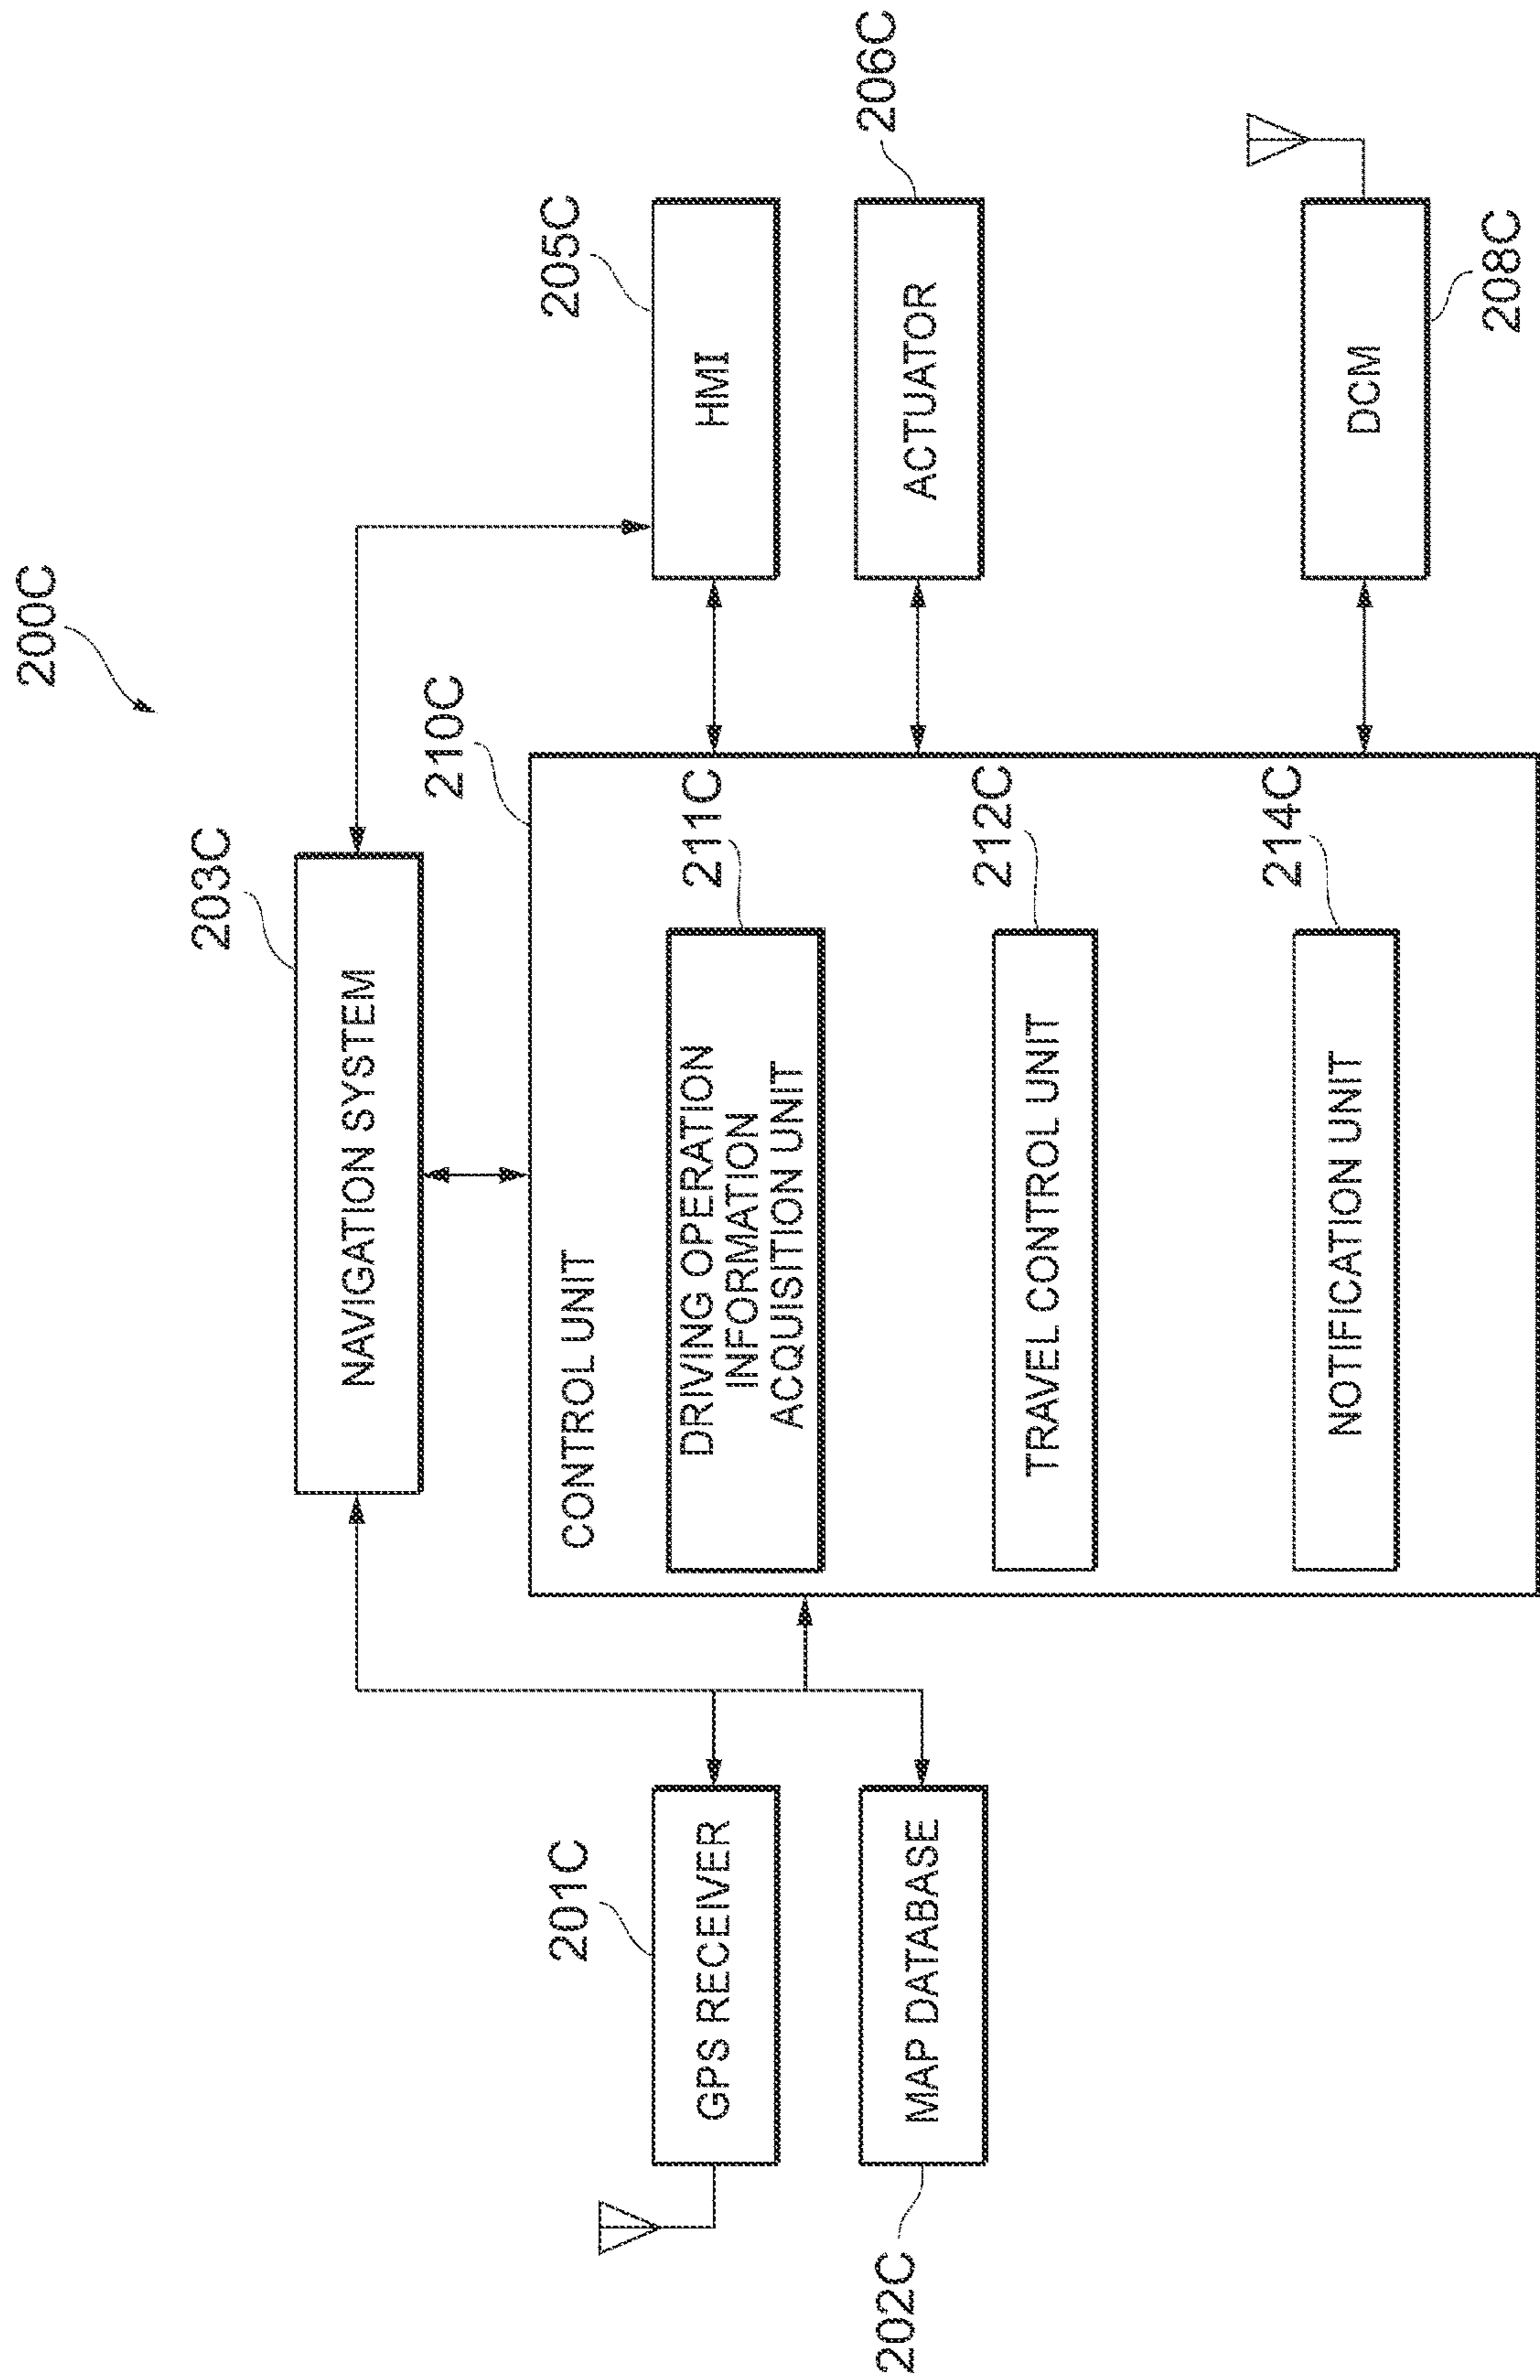 200C
203C
NAVIGATION SYSTEM
210C
CONTROL UNIT
201C
GPS RECEIVER
211C
DRIVING OPERATION
INFORMATION
ACQUISITION UNIT
205C
HMI
MAP DATABASE
202C
212C
TRAVEL CONTROL UNIT
206C
ACTUATOR
214C
NOTIFICATION UNIT
DCM
208C